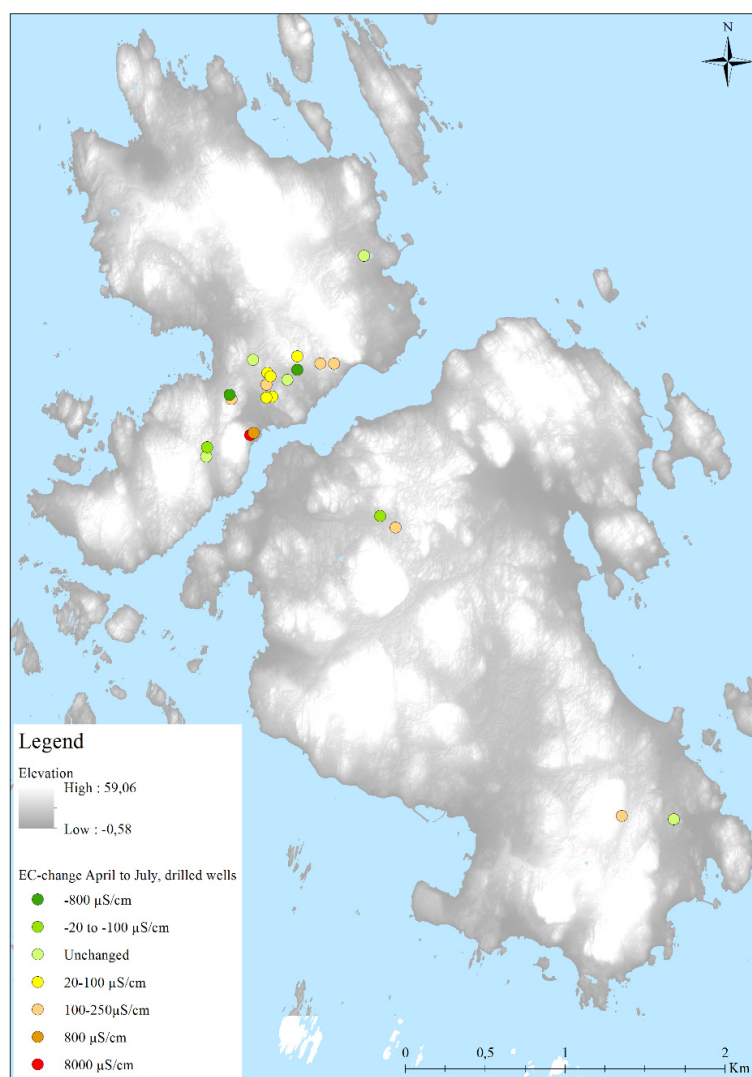 N
Legend
Elevation
High : 59,06
Low : -0,58
EC-change April to July, drilled wells
-800 µS/cm
-20 to -100 µS/cm
Unchanged
20-100 µS/cm
100-250µS/cm
800 µS/cm
8000 µS/cm
0 0,5 1 2
Km